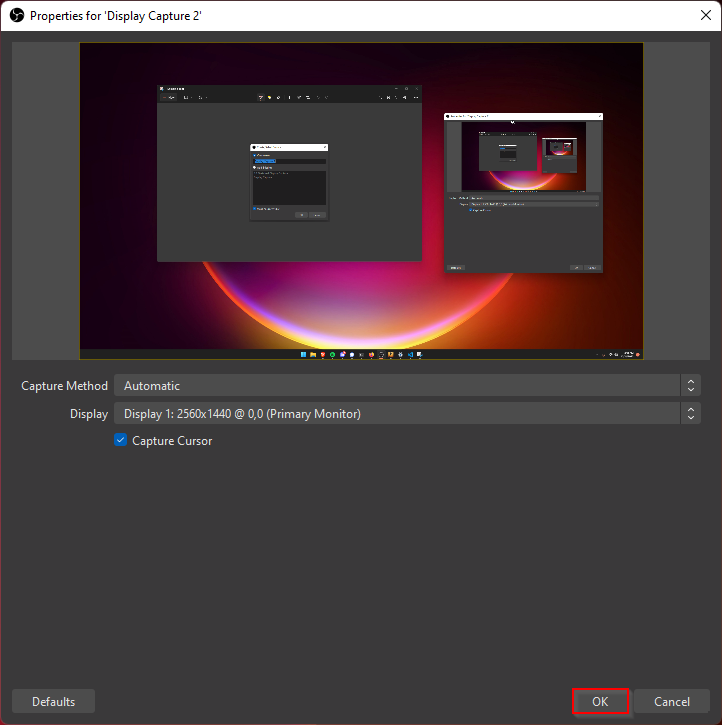 Properties for 'Display Capture 2'
Capture Method Automatic
Display Display 1: 2560x1440 @ 0,0 (Primary Monitor)
Capture Cursor
Defaults OK Cancel